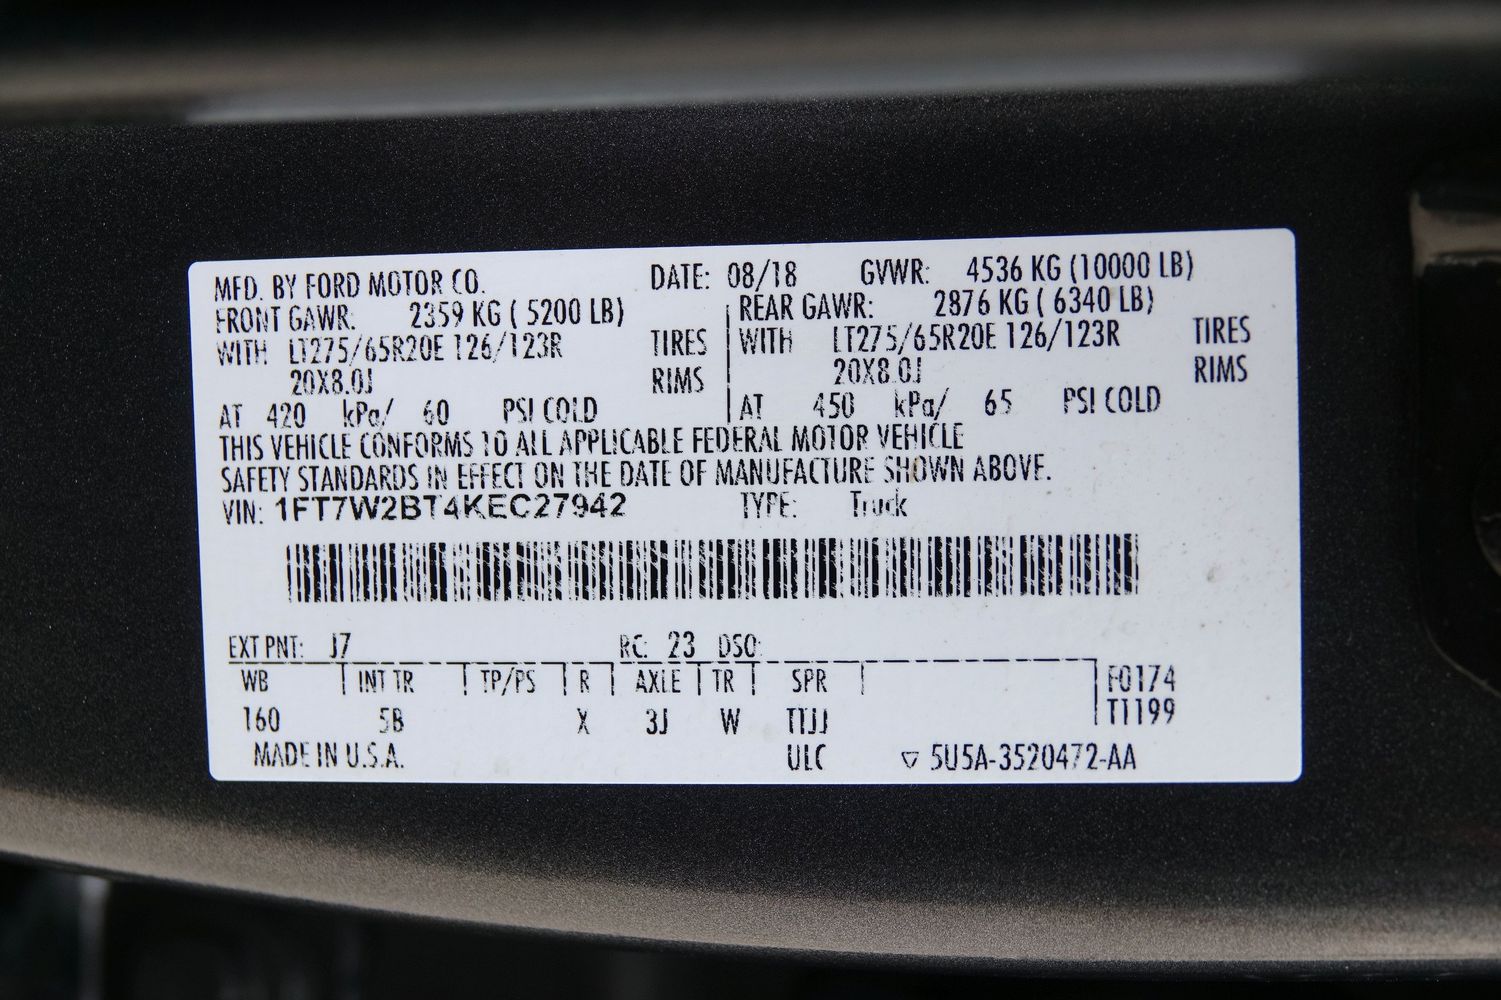 MFD. BY FORD MOTOR CO. DATE: 08/18 GVWR: 4536 KG (10000 LB)
FRONT GAWR: 2359 KG ( 5200 LB) REAR GAWR: 2876 KG ( 6340 LB)
WITH LT275/65R20E 126/123R TIRES WITH LT275/65R20E 126/123R TIRES
20X8.0J RIMS 20X8.0J RIMS
AT 420 kPa/ 60 PSI COLD AT 450 kPa/ 65 PSI COLD
THIS VEHICLE CONFORMS TO ALL APPLICABLE FEDERAL MOTOR VEHICLE
SAFETY STANDARDS IN EFFECT ON THE DATE OF MANUFACTURE SHOWN ABOVE.
VIN: 1FT7W2BT4KEC27942 TYPE: Truck
EXT PNT: J7 RC: 23 DSO:
WB INT TR TP/PS R AXLE TR SPR F0174
160 5B X 3J W TTJJ T1199
MADE IN U.S.A. ULC ▽ 5U5A-3520472-AA